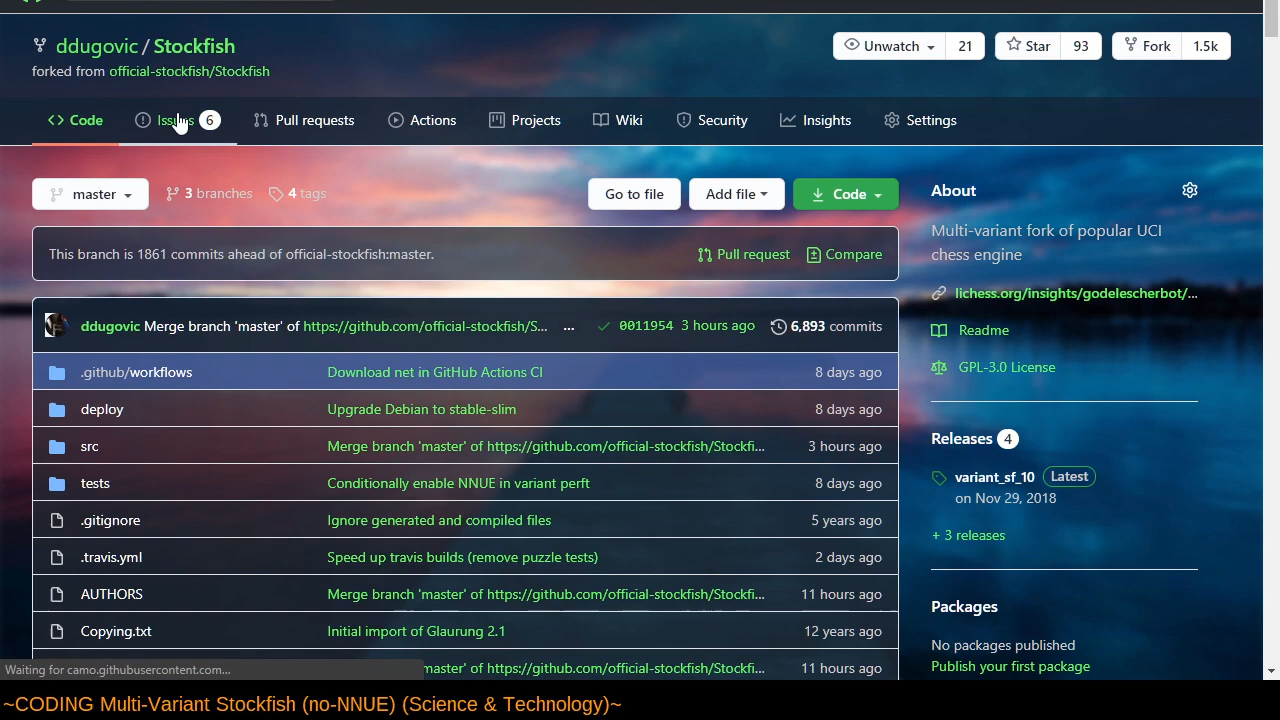 ddugovic / Stockfish
Unwatch 21
Star 93
Fork 1.5k
forked from official-stockfish/Stockfish
Code
Issues 6
Pull requests
Actions
Projects
Wiki
Security
Insights
Settings
master
3 branches
4 tags
Go to file
Add file
Code
This branch is 1861 commits ahead of official-stockfish:master.
Pull request
Compare
ddugovic Merge branch 'master' of https://github.com/official-stockfish/S... ... 0011954 3 hours ago 6,893 commits
.github/workflows Download net in GitHub Actions CI 8 days ago
deploy Upgrade Debian to stable-slim 8 days ago
src Merge branch 'master' of https://github.com/official-stockfish/Stockfi... 3 hours ago
tests Conditionally enable NNUE in variant perft 8 days ago
.gitignore Ignore generated and compiled files 5 years ago
.travis.yml Speed up travis builds (remove puzzle tests) 2 days ago
AUTHORS Merge branch 'master' of https://github.com/official-stockfish/Stockfi... 11 hours ago
Copying.txt Initial import of Glaurung 2.1 12 years ago
'master' of https://github.com/official-stockfish/Stockfi... 11 hours ago
About
Multi-variant fork of popular UCI
chess engine
lichess.org/insights/godelescherbot/...
Readme
GPL-3.0 License
Releases 4
variant_sf_10 Latest
on Nov 29, 2018
+ 3 releases
Packages
No packages published
Publish your first package
Waiting for camo.githubusercontent.com...
~CODING Multi-Variant Stockfish (no-NNUE) (Science & Technology)~